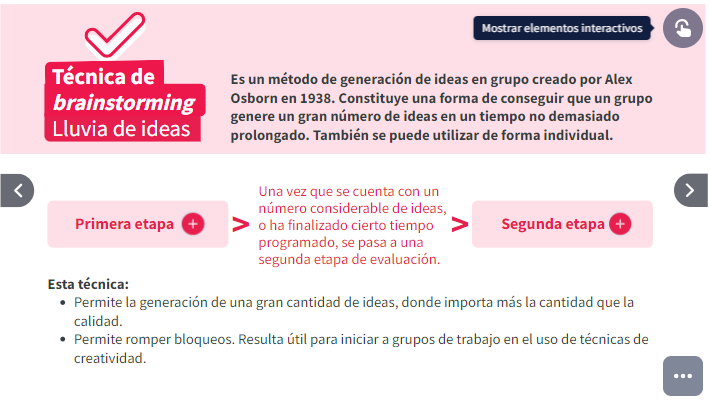 Mostrar elementos interactivos
Técnica de
brainstorming
Lluvia de ideas
Es un método de generación de ideas en grupo creado por Alex
Osborn en 1938. Constituye una forma de conseguir que un grupo
genere un gran número de ideas en un tiempo no demasiado
prolongado. También se puede utilizar de forma individual.
Primera etapa +
>
Una vez que se cuenta con un
número considerable de ideas,
o ha finalizado cierto tiempo
programado, se pasa a una
segunda etapa de evaluación.
>
Segunda etapa +
Esta técnica:
• Permite la generación de una gran cantidad de ideas, donde importa más la cantidad que la
calidad.
• Permite romper bloqueos. Resulta útil para iniciar a grupos de trabajo en el uso de técnicas de
creatividad.